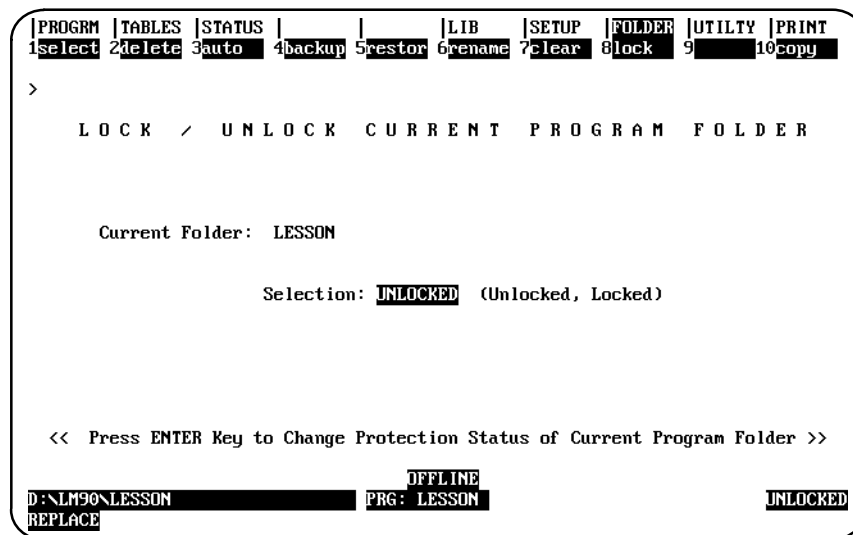 |PROGRM |TABLES |STATUS | | |LIB |SETUP |FOLDER |UTILTY |PRINT
1select 2delete 3auto 4backup 5restor 6rename 7clear 8lock 9 10copy
>
L O C K / U N L O C K C U R R E N T P R O G R A M F O L D E R
Current Folder: LESSON
Selection: UNLOCKED (Unlocked, Locked)
<< Press ENTER Key to Change Protection Status of Current Program Folder >>
OFFLINE
D:\LM90\LESSON PRG: LESSON UNLOCKED
REPLACE